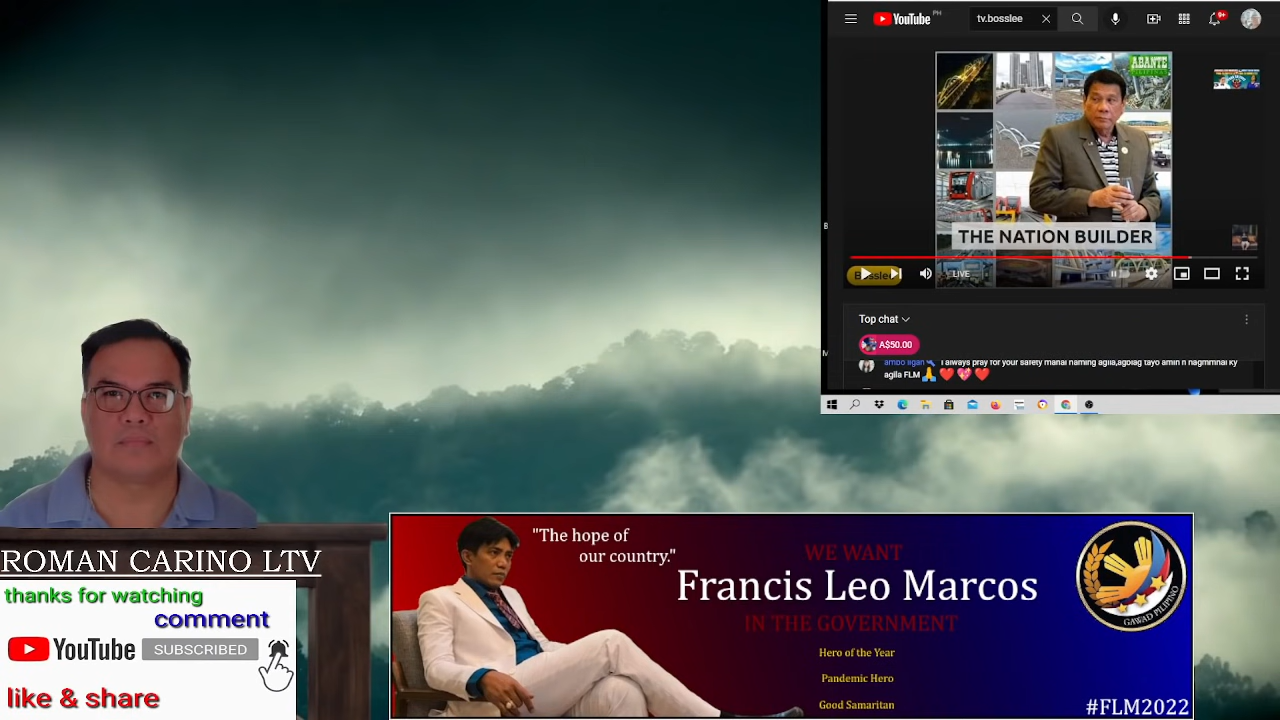 YouTube PH
tv.bosslee
9+
ABANTE
THE NATION BUILDER
Bosslee
LIVE
Top chat
A$50.00
always pray for your safety
agila FLM
ROMAN CARINO LTV
thanks for watching
comment
YouTube SUBSCRIBED
like & share
"The hope of
our country."
WE WANT
Francis Leo Marcos
IN THE GOVERNMENT
Hero of the Year
Pandemic Hero
Good Samaritan
GAWAD PILIPINO
#FLM2022